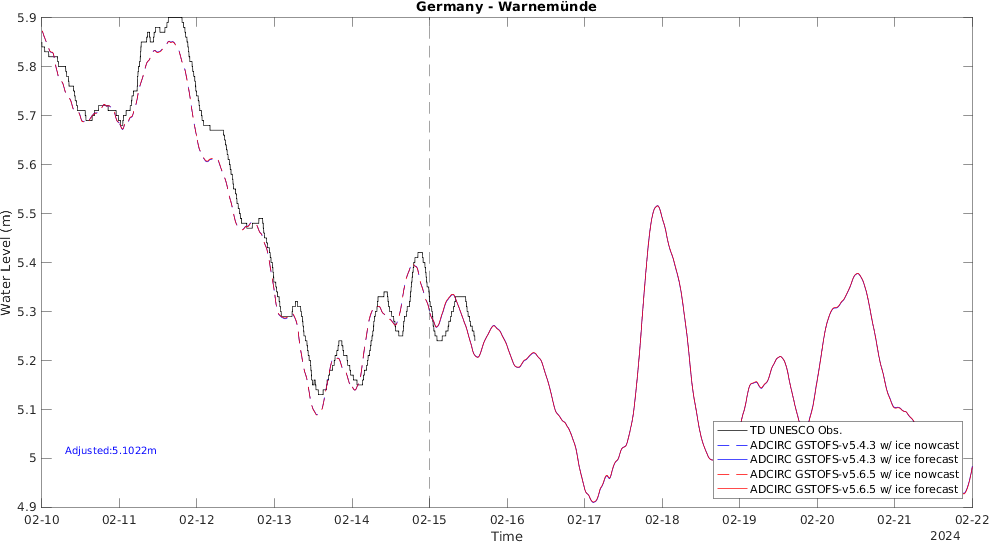 Germany - Warnemünde
5.9
5.8
5.7
5.6
5.5
5.4
5.3
5.2
5.1
5
4.9
Water Level (m)
Adjusted:5.1022m
TD UNESCO Obs.
ADCIRC GSTOFS-v5.4.3 w/ ice nowcast
ADCIRC GSTOFS-v5.4.3 w/ ice forecast
ADCIRC GSTOFS-v5.6.5 w/ ice nowcast
ADCIRC GSTOFS-v5.6.5 w/ ice forecast
02-10 02-11 02-12 02-13 02-14 02-15 02-16 02-17 02-18 02-19 02-20 02-21 02-22
Time
2024